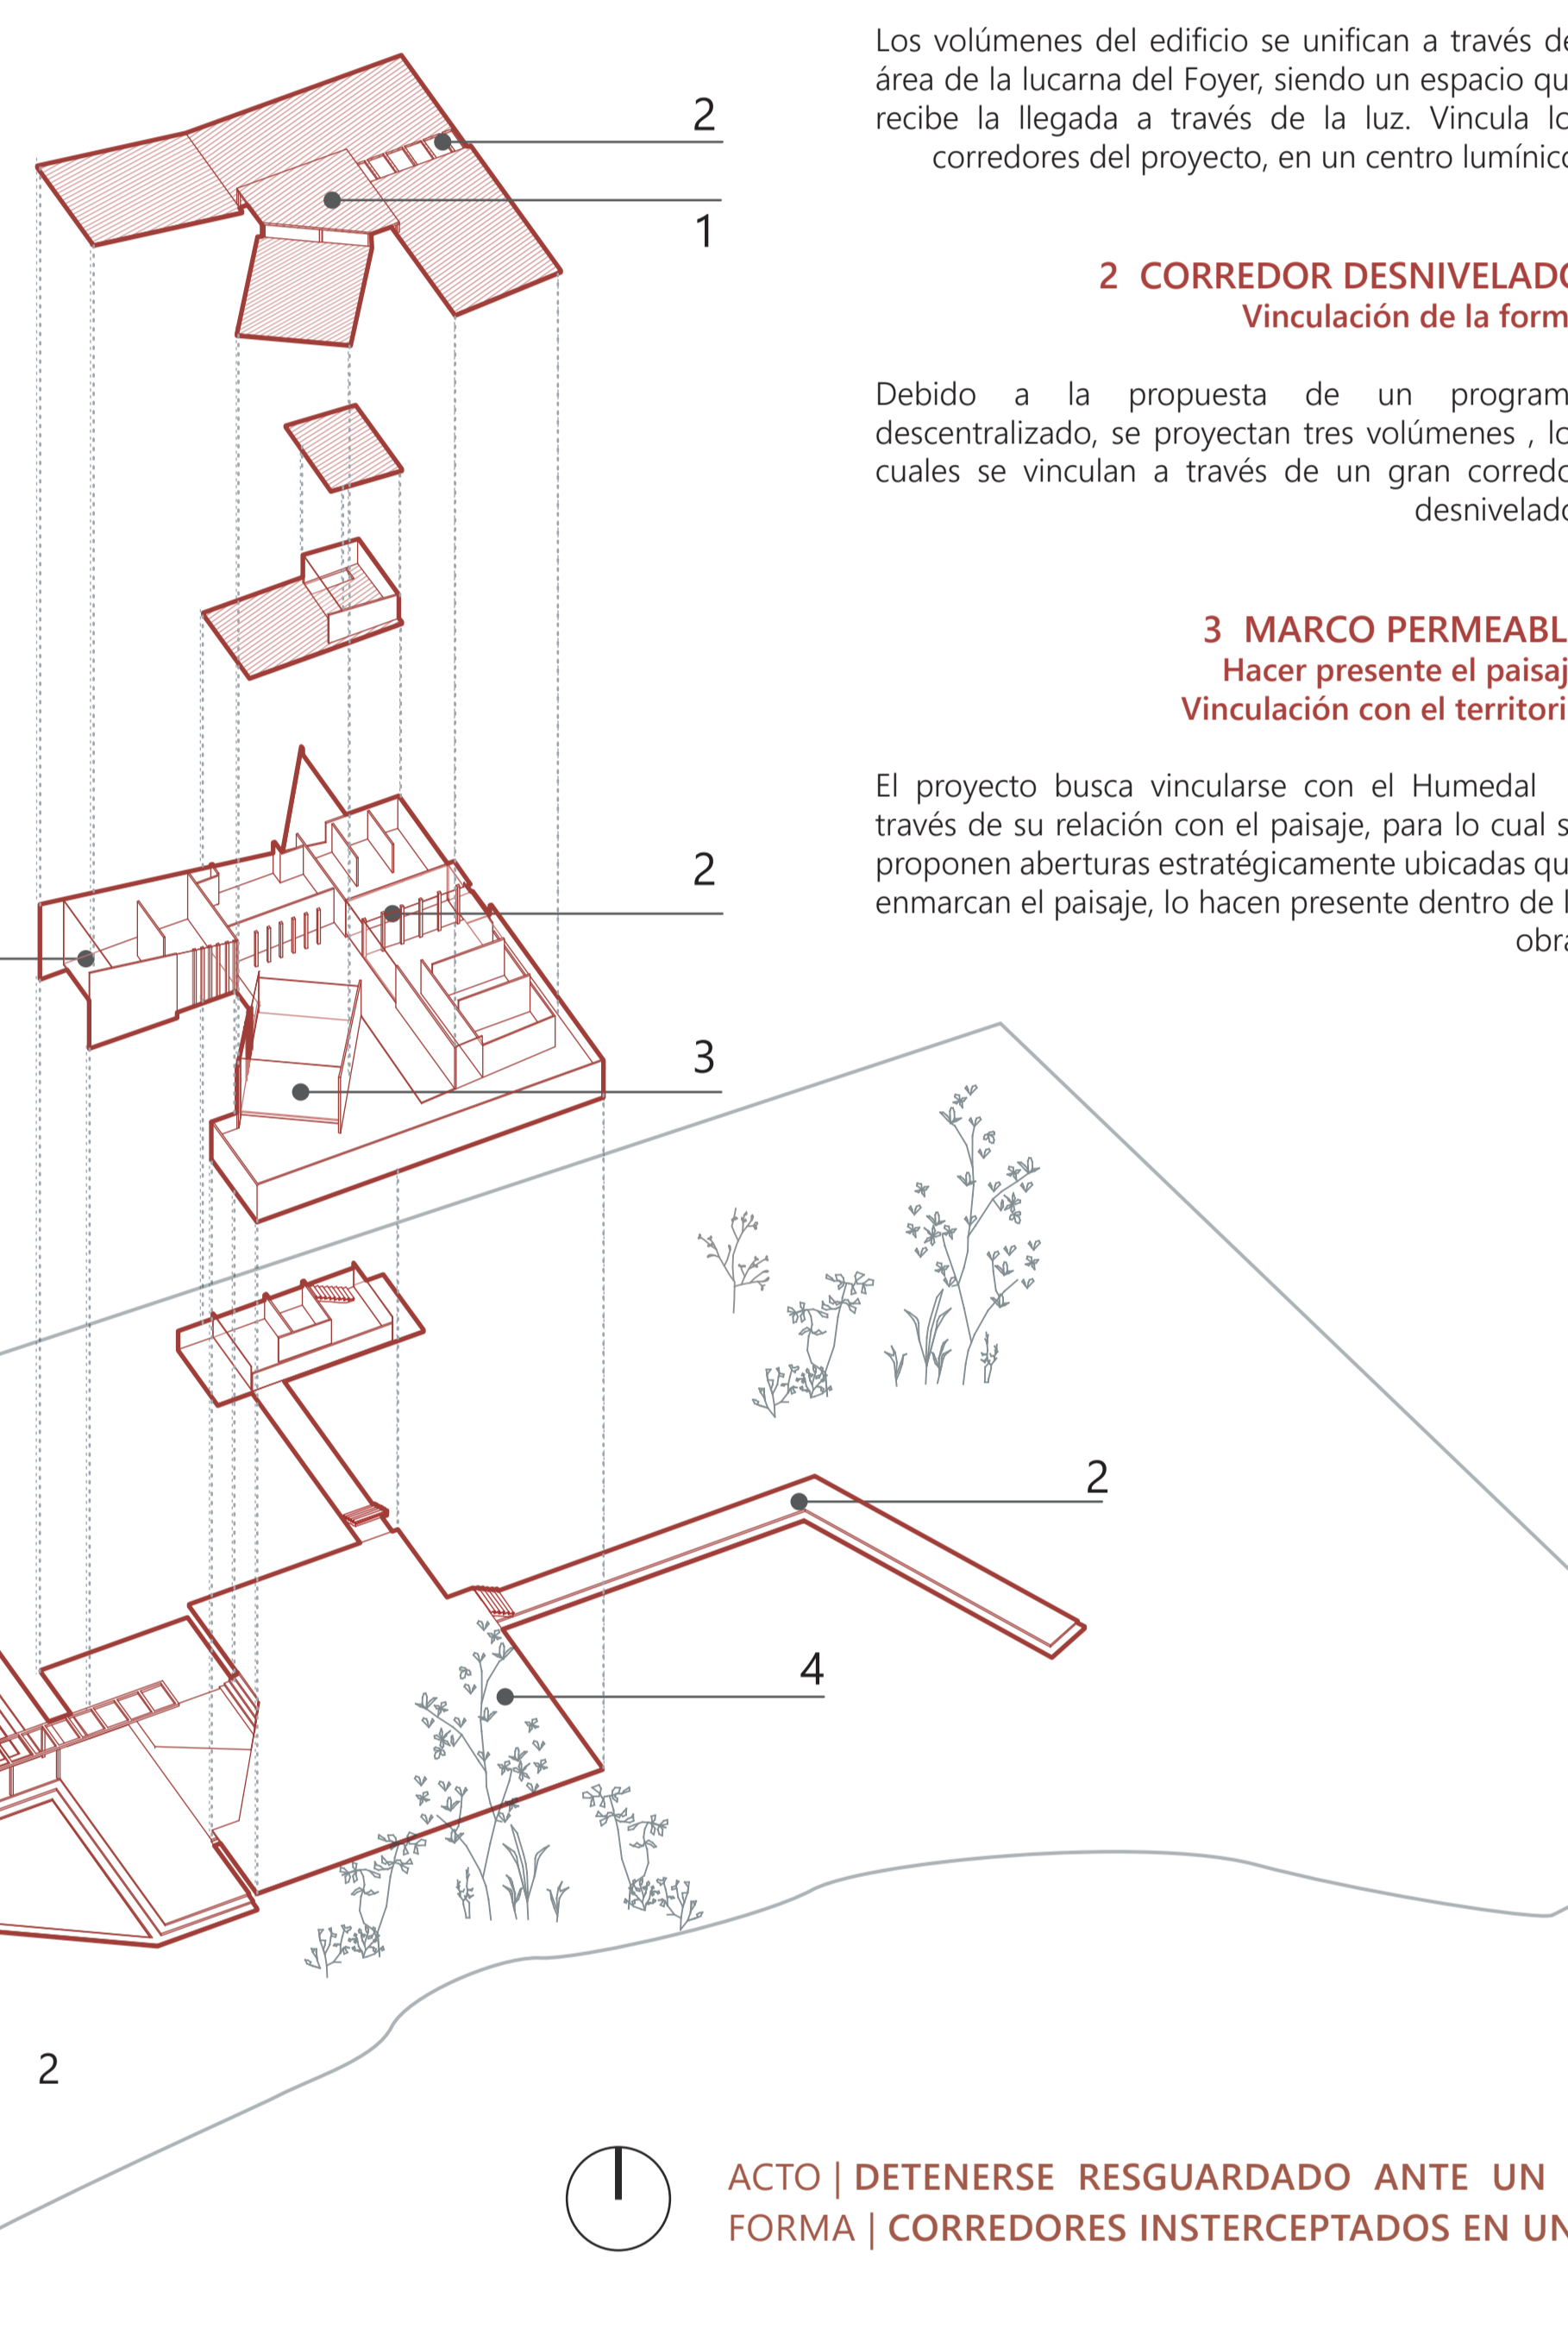 Los volúmenes del edificio se unifican a través de
área de la lucarna del Foyer, siendo un espacio qu
recibe la llegada a través de la luz. Vincula lo
corredores del proyecto, en un centro lumínico
2
1
2 CORREDOR DESNIVELADO
Vinculación de la form
Debido a la propuesta de un program
descentralizado, se proyectan tres volúmenes , lo
cuales se vinculan a través de un gran corredo
desnivelado
3 MARCO PERMEABL
Hacer presente el paisaj
Vinculación con el territori
El proyecto busca vincularse con el Humedal
través de su relación con el paisaje, para lo cual s
proponen aberturas estratégicamente ubicadas qu
enmarcan el paisaje, lo hacen presente dentro de l
obra
2
3
2
4
2
ACTO | DETENERSE RESGUARDADO ANTE UN
FORMA | CORREDORES INSTERCEPTADOS EN UN